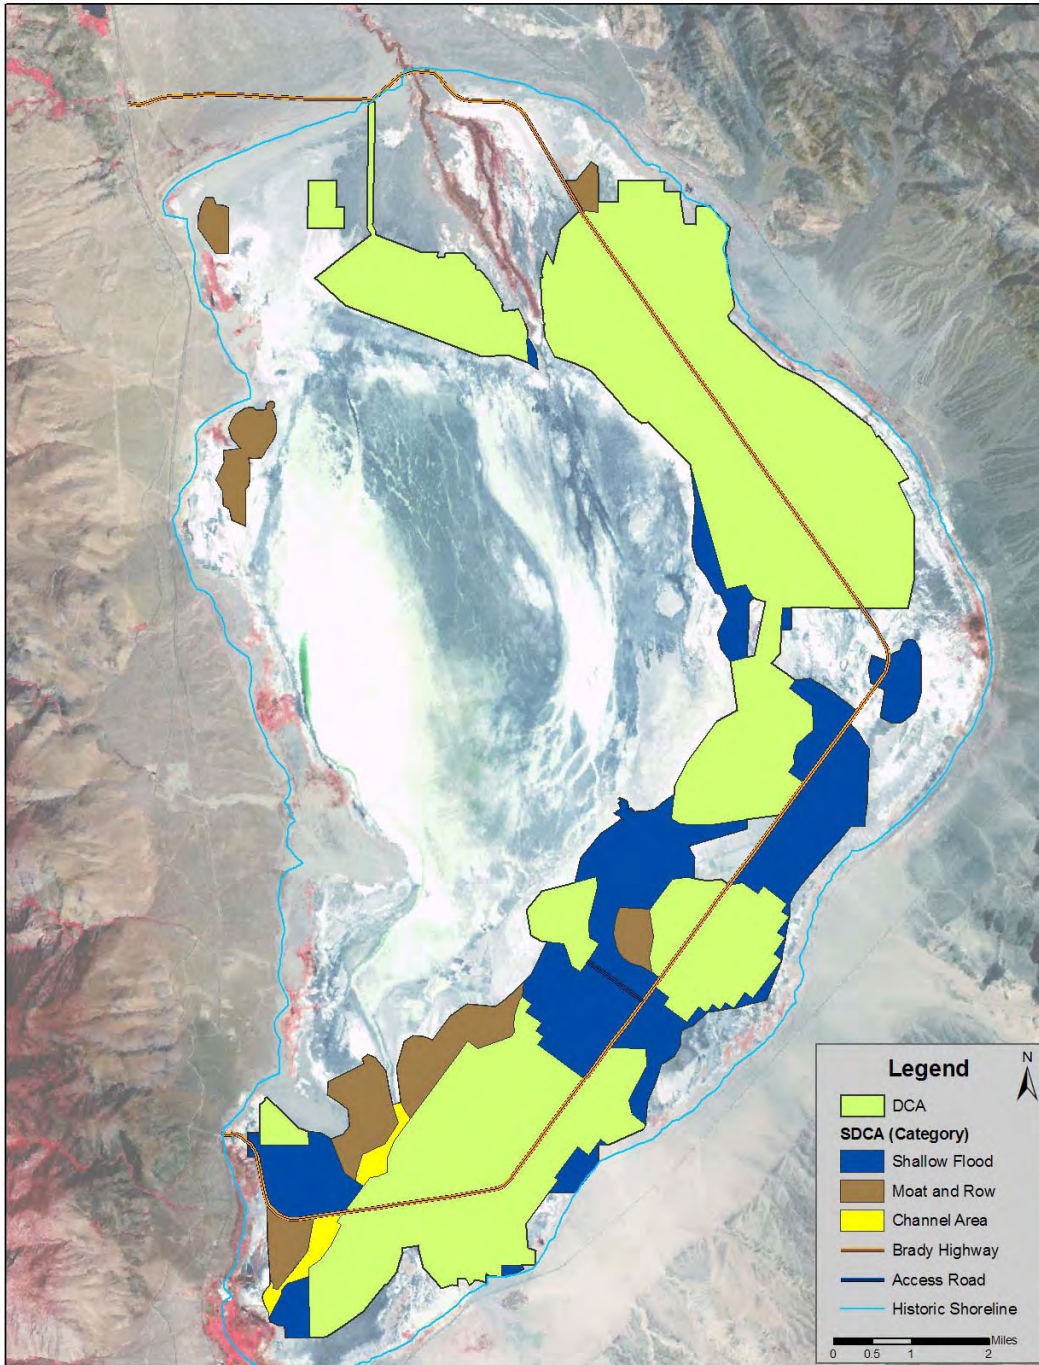 Legend
N
DCA
SDCA (Category)
Shallow Flood
Moat and Row
Channel Area
Brady Highway
Access Road
Historic Shoreline
Miles
0 0.5 1 2